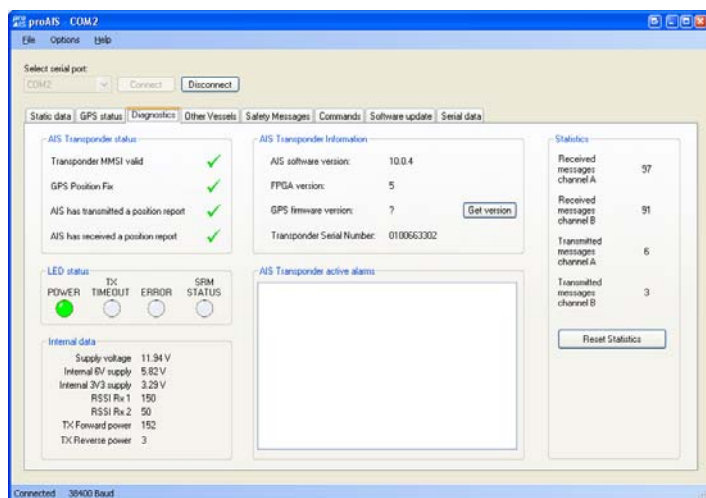 proAIS - COM2
File Options Help
Select serial port:
COM2 Connect Disconnect
Static data GPS status Diagnostics Other Vessels Safety Messages Commands Software update Serial data
AIS Transponder status
Transponder MMSI valid
GPS Position Fix
AIS has transmitted a position report
AIS has received a position report
AIS Transponder Information
AIS software version: 10.0.4
FPGA version: 5
GPS firmware version: ? Get version
Transponder Serial Number: 0100663302
Statistics
Received
messages
channel A
97
Received
messages
channel B
91
Transmitted
messages
channel A
6
Transmitted
messages
channel B
3
Reset Statistics
LED status
POWER
TX
TIMEOUT
ERROR
SRM
STATUS
AIS Transponder active alarms
Internal data
Supply voltage 11.94 V
Internal 6V supply 5.82 V
Internal 3V3 supply 3.29 V
RSSI Rx 1 150
RSSI Rx 2 50
TX Forward power 152
TX Reverse power 3
Connected 38400 Baud